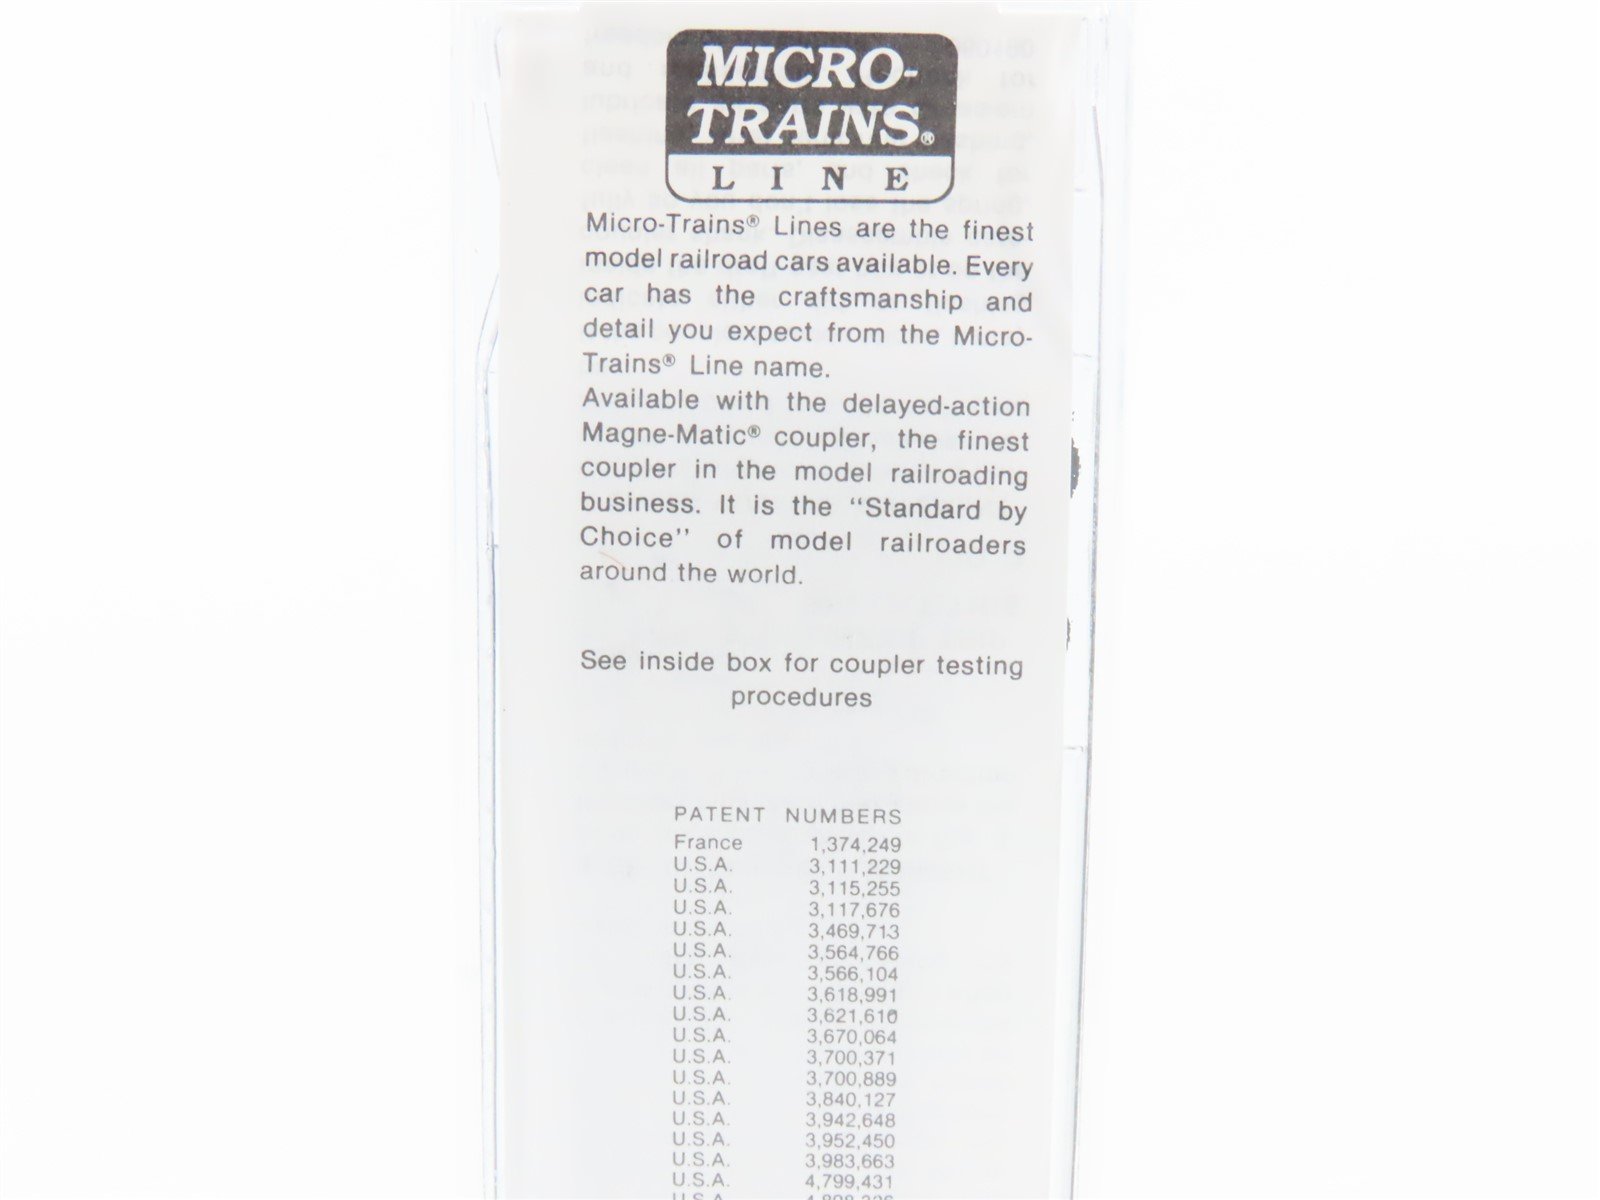 MICRO-
TRAINS®
LINE
Micro-Trains® Lines are the finest
model railroad cars available. Every
car has the craftsmanship and
detail you expect from the Micro-
Trains® Line name.
Available with the delayed-action
Magne-Matic® coupler, the finest
coupler in the model railroading
business. It is the “Standard by
Choice” of model railroaders
around the world.
See inside box for coupler testing
procedures
PATENT NUMBERS
France 1,374,249
U.S.A. 3,111,229
U.S.A. 3,115,255
U.S.A. 3,117,676
U.S.A. 3,469,713
U.S.A. 3,564,766
U.S.A. 3,566,104
U.S.A. 3,618,991
U.S.A. 3,621,610
U.S.A. 3,670,064
U.S.A. 3,700,371
U.S.A. 3,700,889
U.S.A. 3,840,127
U.S.A. 3,942,648
U.S.A. 3,952,450
U.S.A. 3,983,663
U.S.A. 4,799,431
U.S.A.